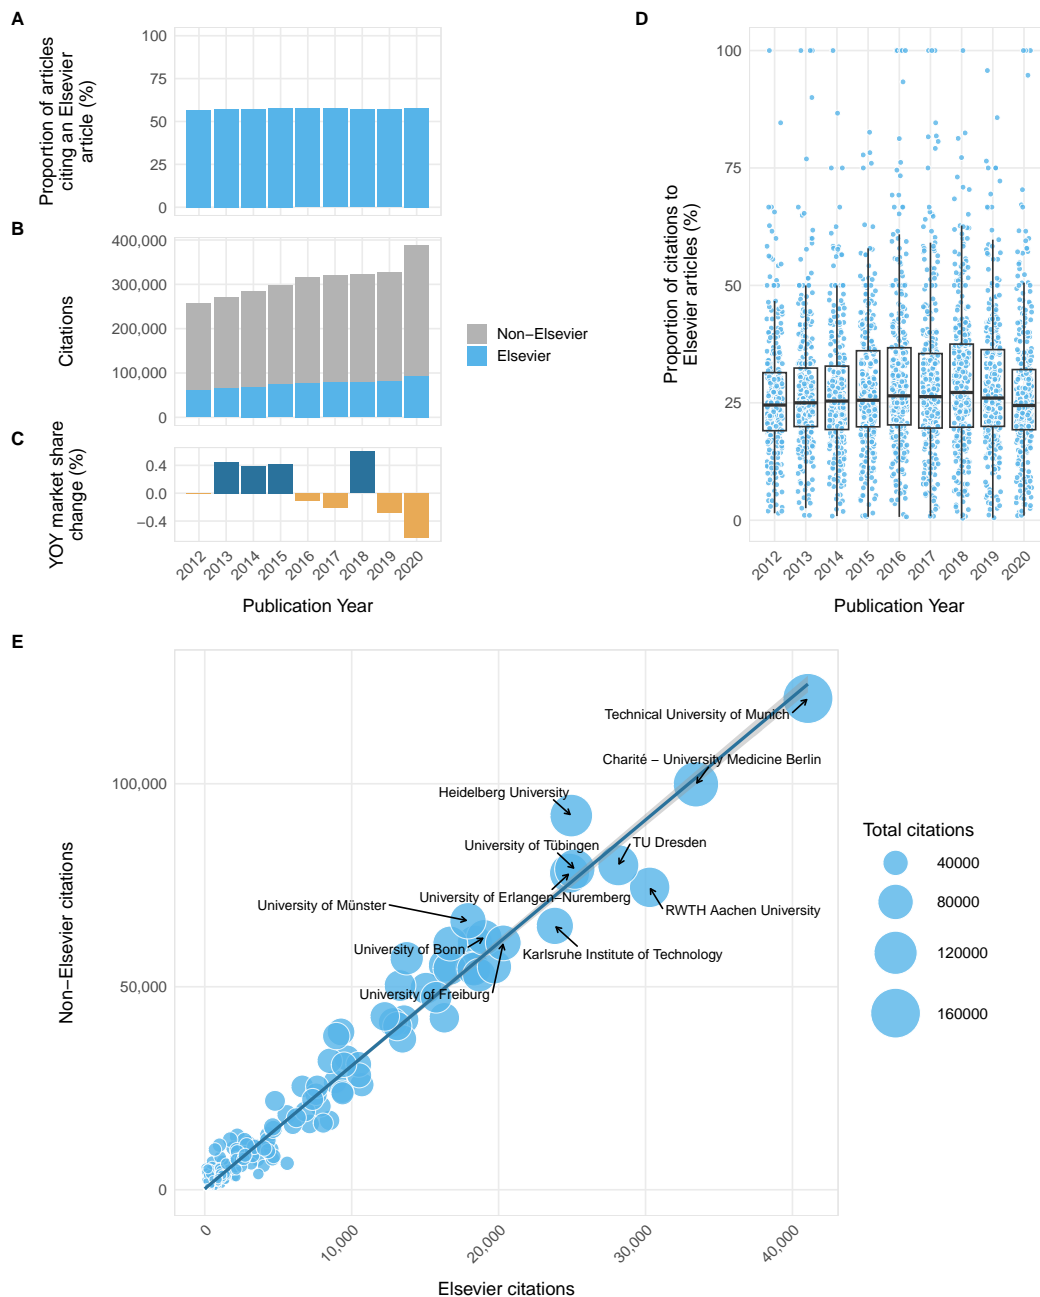 A
Proportion of articles
citing an Elsevier
article (%)
100
75
50
25
0
B
Citations
400,000
300,000
200,000
100,000
0
Non−Elsevier
Elsevier
C
YOY market share
change (%)
0.4
0.0
−0.4
2012
2013
2014
2015
2016
2017
2018
2019
2020
Publication Year
D
Proportion of citations to
Elsevier articles (%)
100
75
50
25
0
2012
2013
2014
2015
2016
2017
2018
2019
2020
Publication Year
E
Non−Elsevier citations
100,000
50,000
0
Technical University of Munich
Charité − University Medicine Berlin
Heidelberg University
University of Tübingen
TU Dresden
University of Erlangen−Nuremberg
RWTH Aachen University
University of Münster
University of Bonn
Karlsruhe Institute of Technology
University of Freiburg
0
10,000
20,000
30,000
40,000
Elsevier citations
Total citations
40000
80000
120000
160000